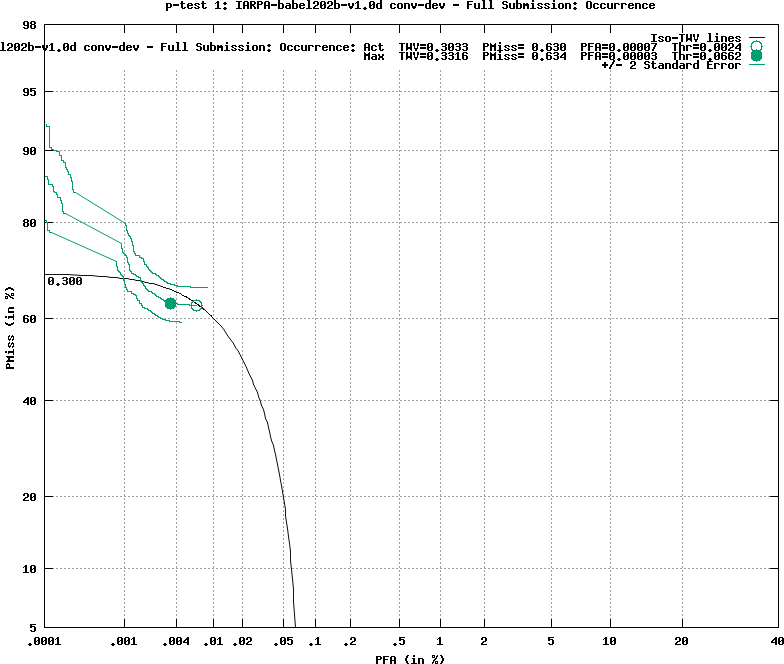 p-test 1: IARPA-babel202b-v1.0d conv-dev - Full Submission: Occurrence
Iso-TWV lines
l202b-v1.0d conv-dev - Full Submission: Occurrence: Act TWV=0.3033 PMiss= 0.630 PFA=0.00007 Thr=0.0024
Max TWV=0.3316 PMiss= 0.634 PFA=0.00003 Thr=0.0662
+/- 2 Standard Error
98
95
90
80
60
40
20
10
5
PMiss (in %)
0.300
.0001 .001 .004 .01 .02 .05 .1 .2 .5 1 2 5 10 20 40
PFA (in %)